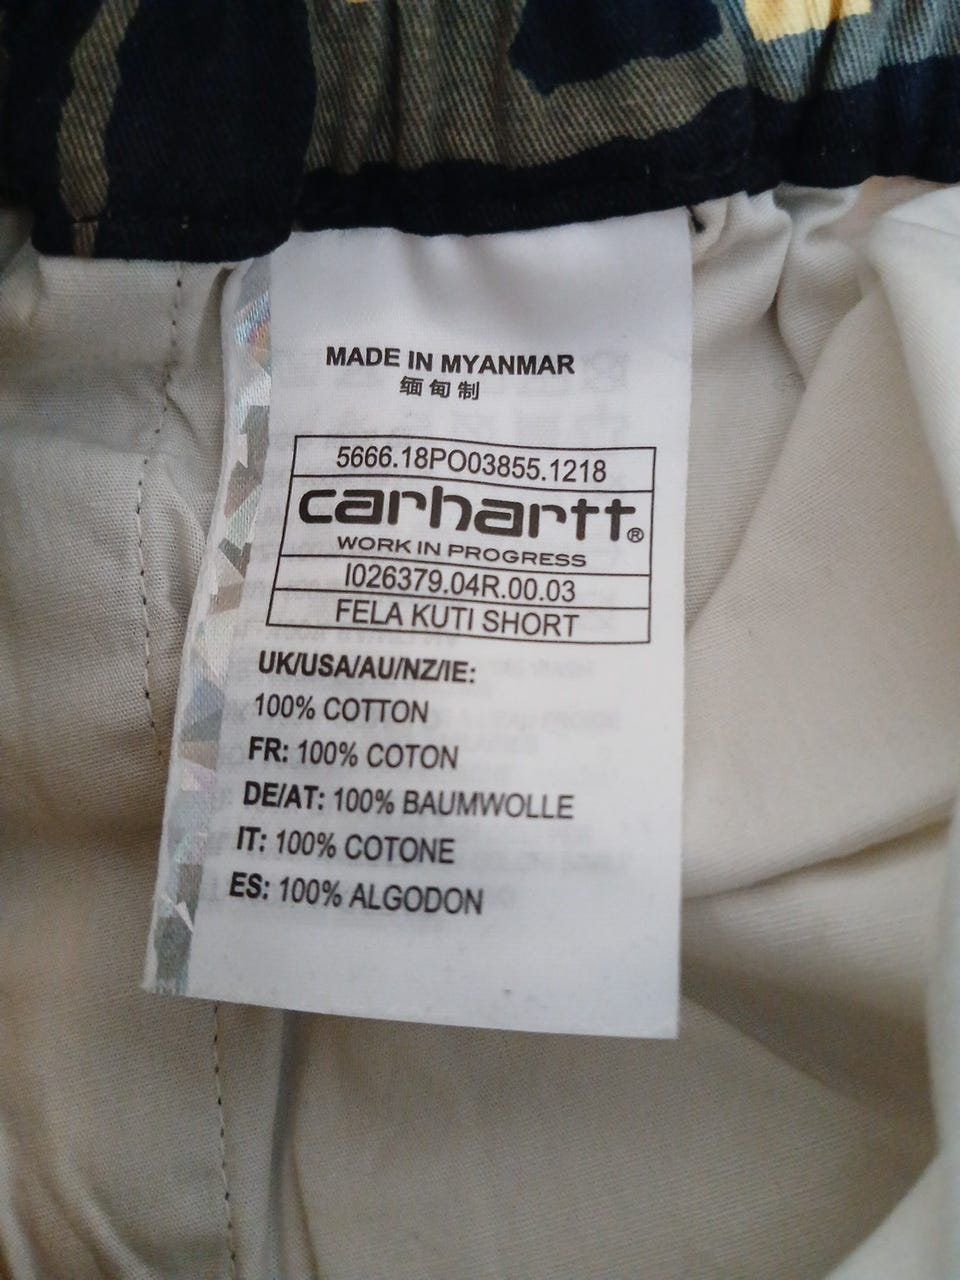 MADE IN MYANMAR
缅甸制
5666.18PO03855.1218
carhartt®
WORK IN PROGRESS
I026379.04R.00.03
FELA KUTI SHORT
UK/USA/AU/NZ/IE:
100% COTTON
FR: 100% COTON
DE/AT: 100% BAUMWOLLE
IT: 100% COTONE
ES: 100% ALGODON